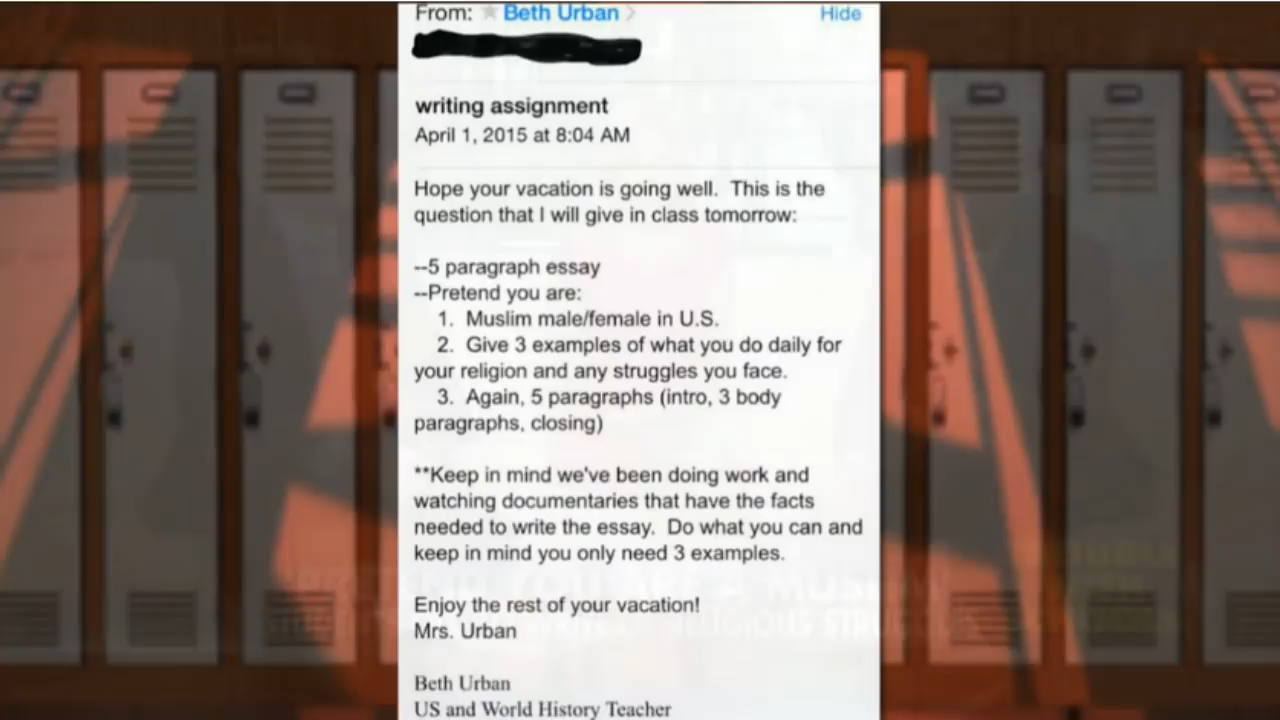 From: Beth Urban
Hide
writing assignment
April 1, 2015 at 8:04 AM
Hope your vacation is going well.  This is the
question that I will give in class tomorrow:
--5 paragraph essay
--Pretend you are:
1.  Muslim male/female in U.S.
2.  Give 3 examples of what you do daily for
your religion and any struggles you face.
3.  Again, 5 paragraphs (intro, 3 body
paragraphs, closing)
**Keep in mind we've been doing work and
watching documentaries that have the facts
needed to write the essay.  Do what you can and
keep in mind you only need 3 examples.
Enjoy the rest of your vacation!
Mrs. Urban
Beth Urban
US and World History Teacher
PRETEND YOU ARE A MUSLIM